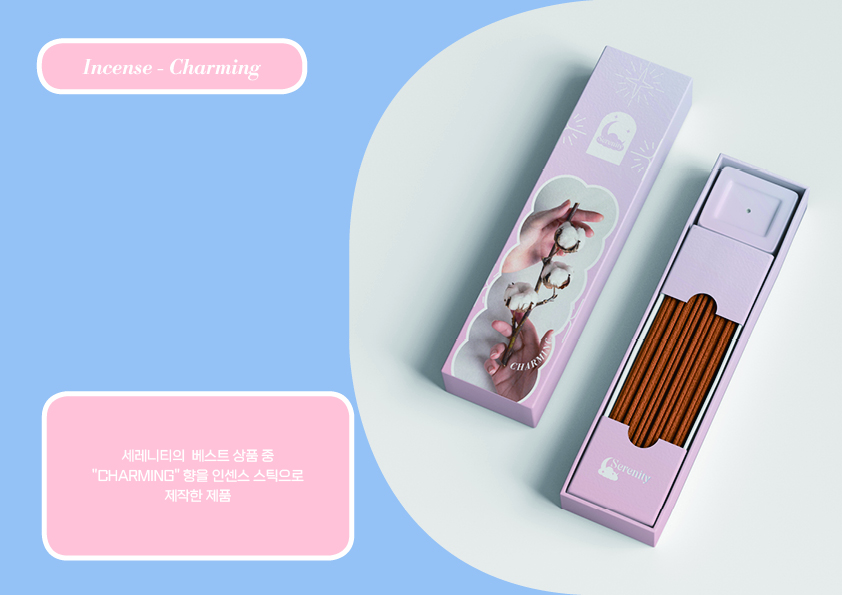 Incense - Charming
Serenity
CHARMING
Serenity
세레니티의 베스트 상품 중
"CHARMING" 향을 인센스 스틱으로
제작한 제품